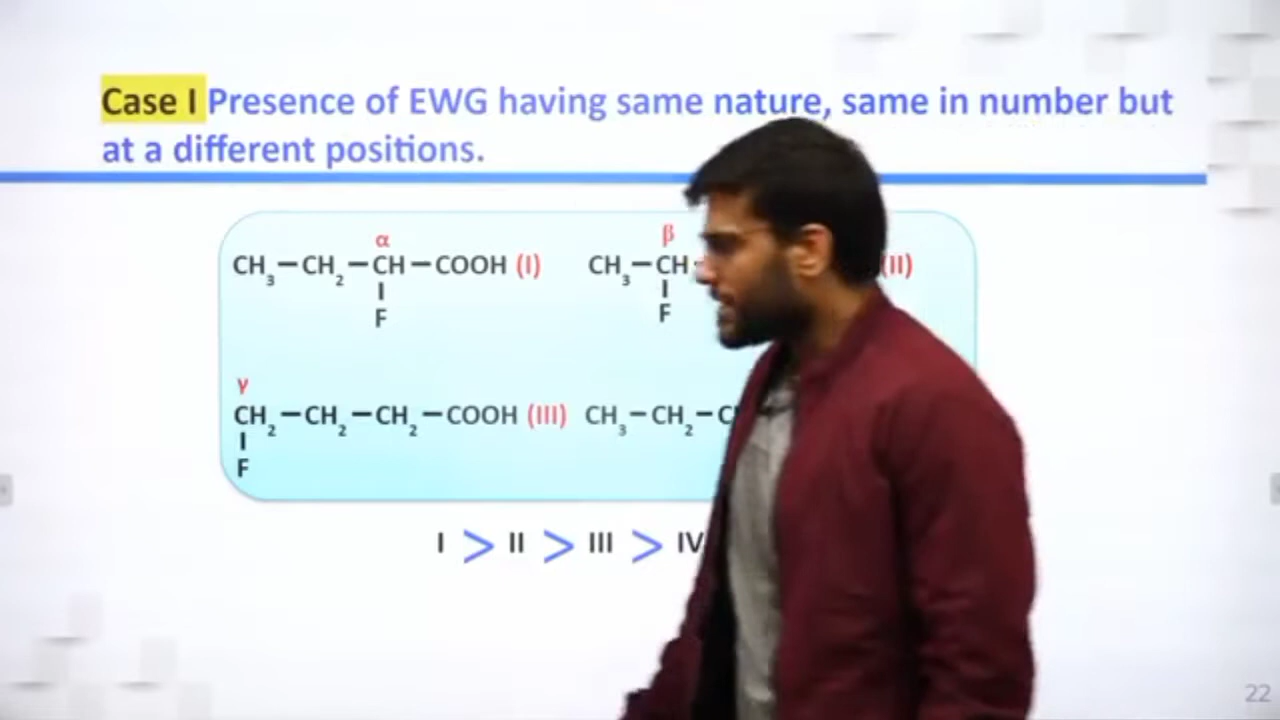 Case I Presence of EWG having same nature, same in number but
at a different positions.
α
CH₃–CH₂–CH–COOH (I)
F
β
CH₃–CH (II)
F
γ
CH₂–CH₂–CH₂–COOH (III) CH₃–CH₂–C
F
I > II > III > IV
22